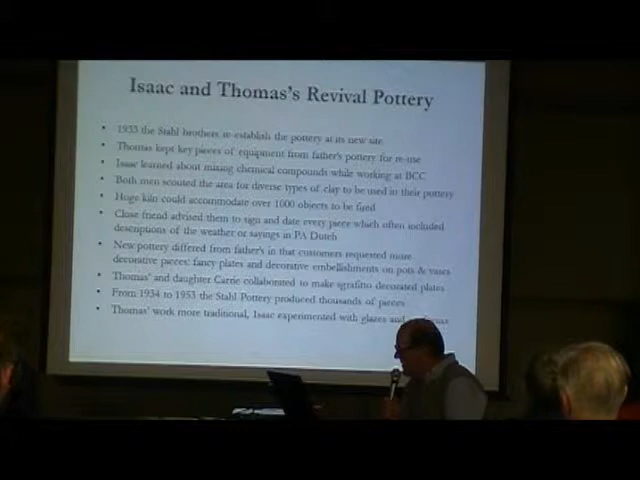 Isaac and Thomas's Revival Pottery
• 1933 the Stahl brothers re-establish the pottery at its new site
• Thomas kept key pieces of equipment from father's pottery for re-use
• Isaac learned about mixing chemical compounds while working at BCC
• Both men scouted the area for diverse types of clay to be used in their pottery
• Huge kiln could accommodate over 1000 objects to be fired
• Close friend advised them to sign and date every piece which often included
descriptions of the weather or sayings in PA Dutch
• New pottery differed from father's in that customers requested more
decorative pieces: fancy plates and decorative embellishments on pots & vases
• Thomas' and daughter Carrie collaborated to make sgrafitto decorated plates
• From 1934 to 1953 the Stahl Pottery produced thousands of pieces
• Thomas' work more traditional, Isaac experimented with glazes and